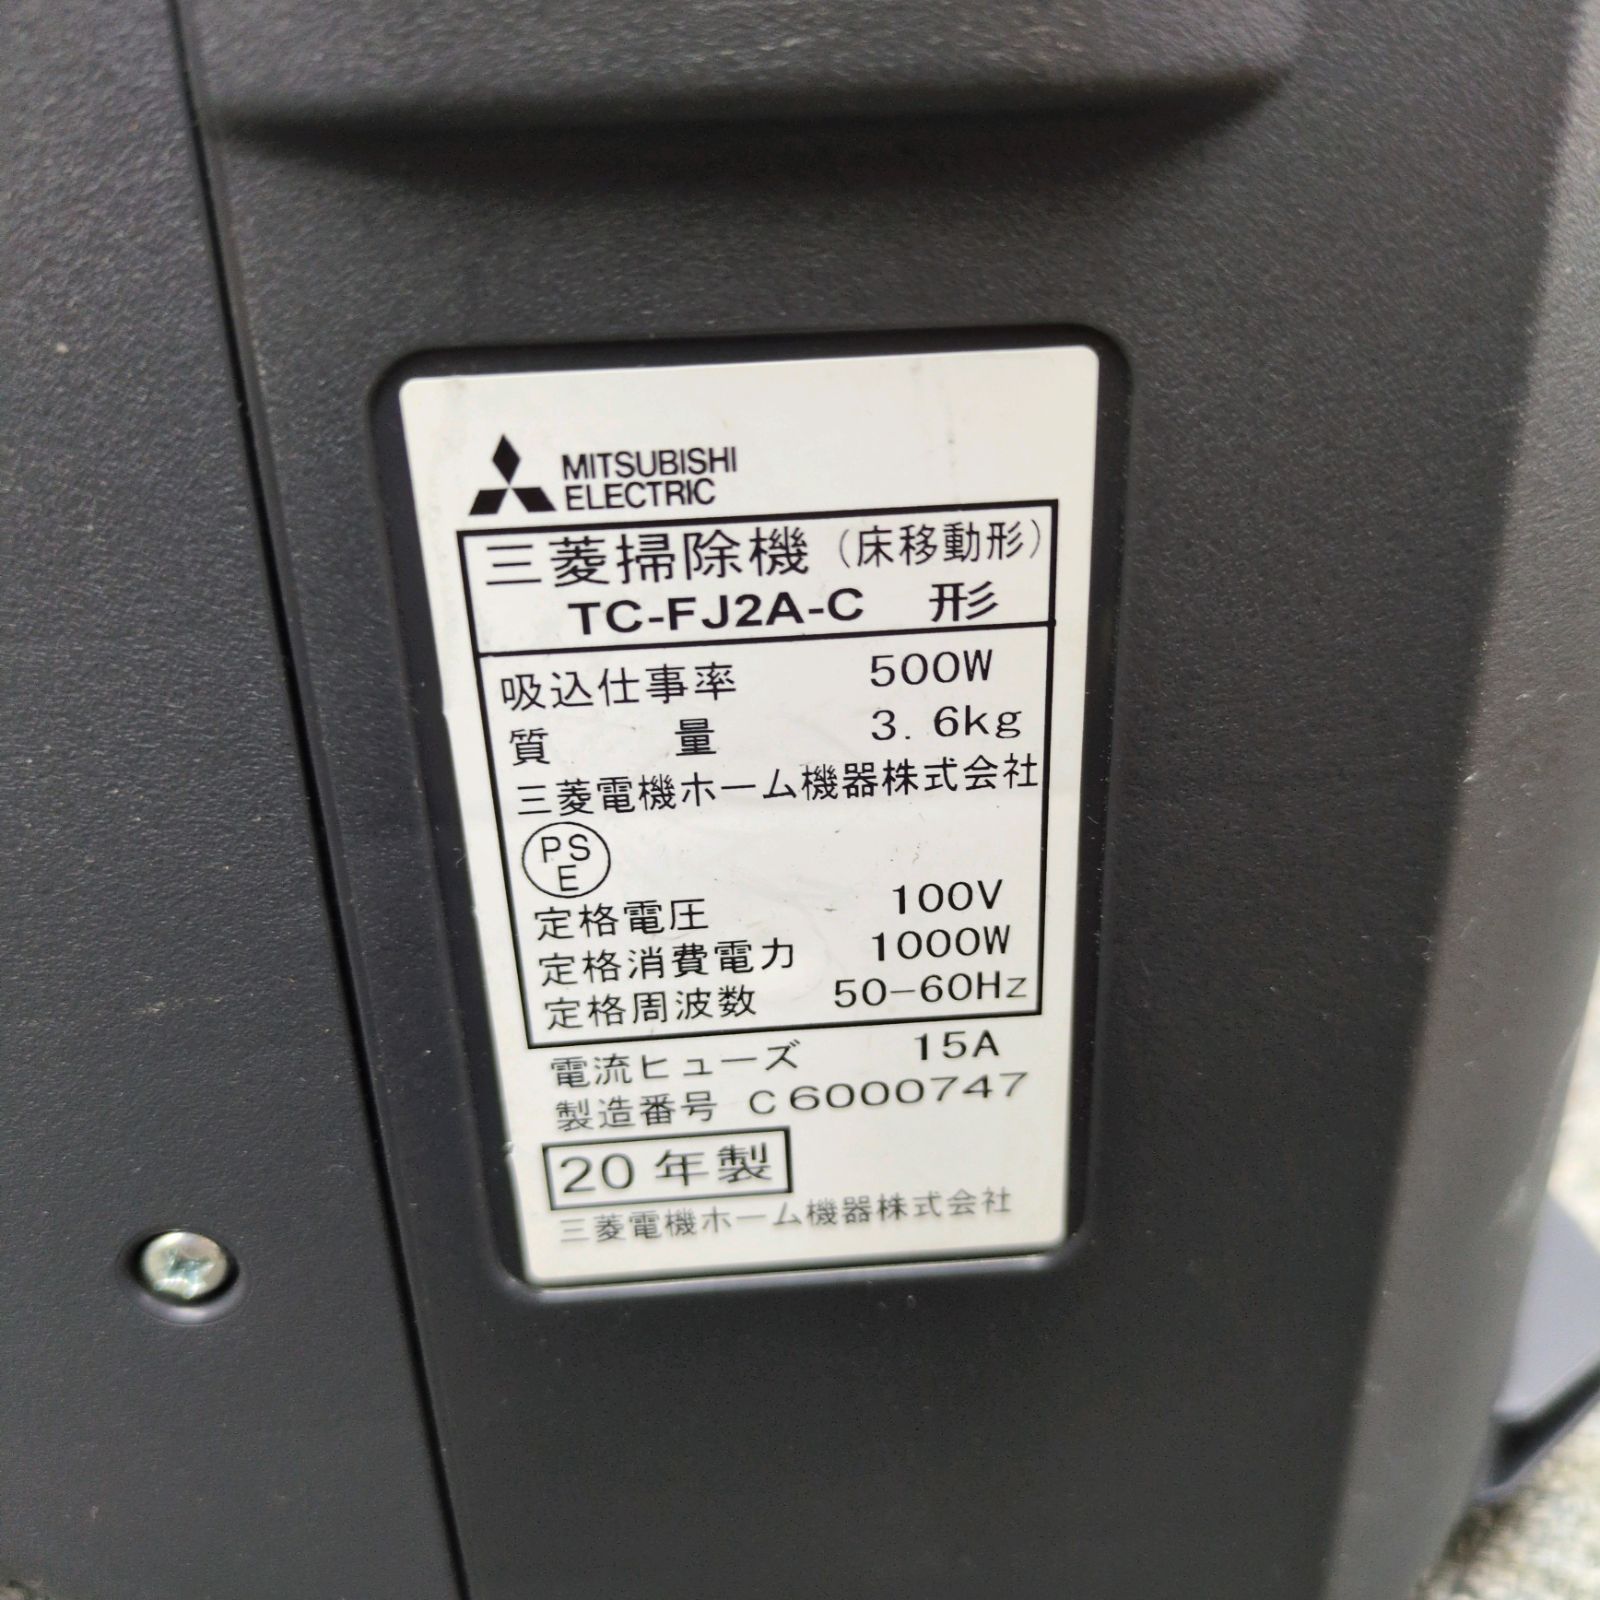 MITSUBISHI
ELECTRIC
三菱掃除機（床移動形）
TC-FJ2A-C 形
吸込仕事率 500W
質量 3.6kg
三菱電機ホーム機器株式会社
PS
E
定格電圧 100V
定格消費電力 1000W
定格周波数 50-60Hz
電流ヒューズ 15A
製造番号 C6000747
20年製
三菱電機ホーム機器株式会社